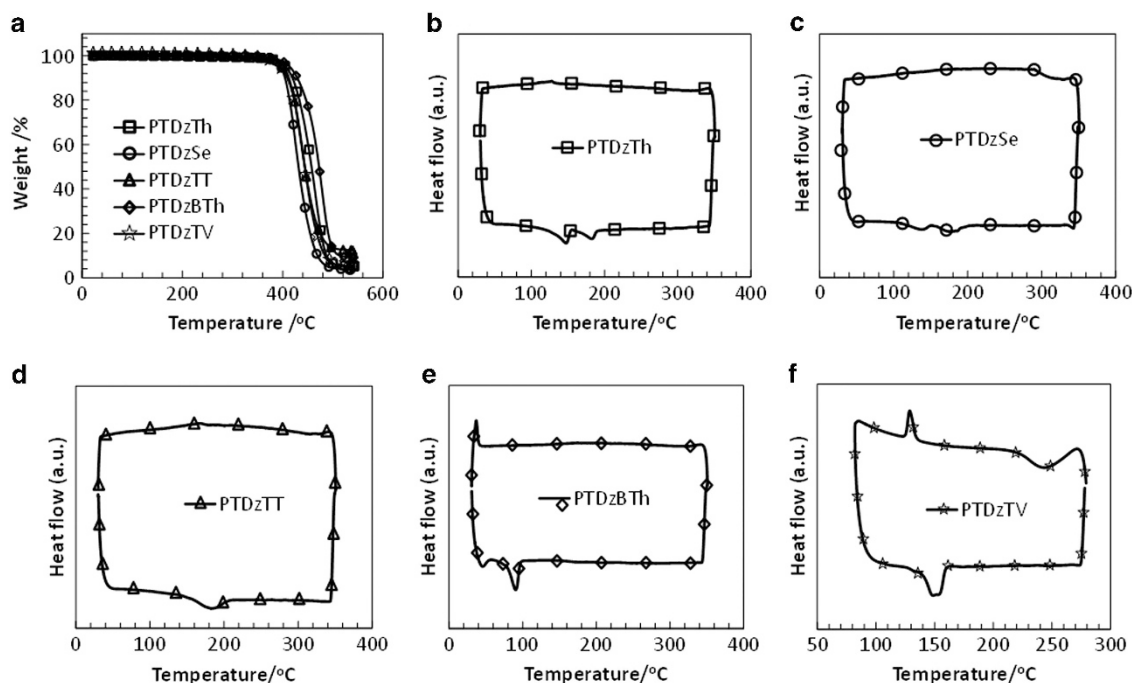 a
100
80
60
40
20
0
Weight /%
PTDzTh
PTDzSe
PTDzTT
PTDzBTh
PTDzTV
0 200 400 600
Temperature /°C
b
Heat flow (a.u.)
PTDzTh
0 100 200 300 400
Temperature/°C
c
Heat flow (a.u.)
PTDzSe
0 100 200 300 400
Temperature/°C
d
Heat flow (a.u.)
PTDzTT
0 100 200 300 400
Temperature/°C
e
Heat flow (a.u.)
PTDzBTh
0 100 200 300 400
Temperature/°C
f
Heat flow (a.u.)
PTDzTV
50 100 150 200 250 300
Temperature/°C